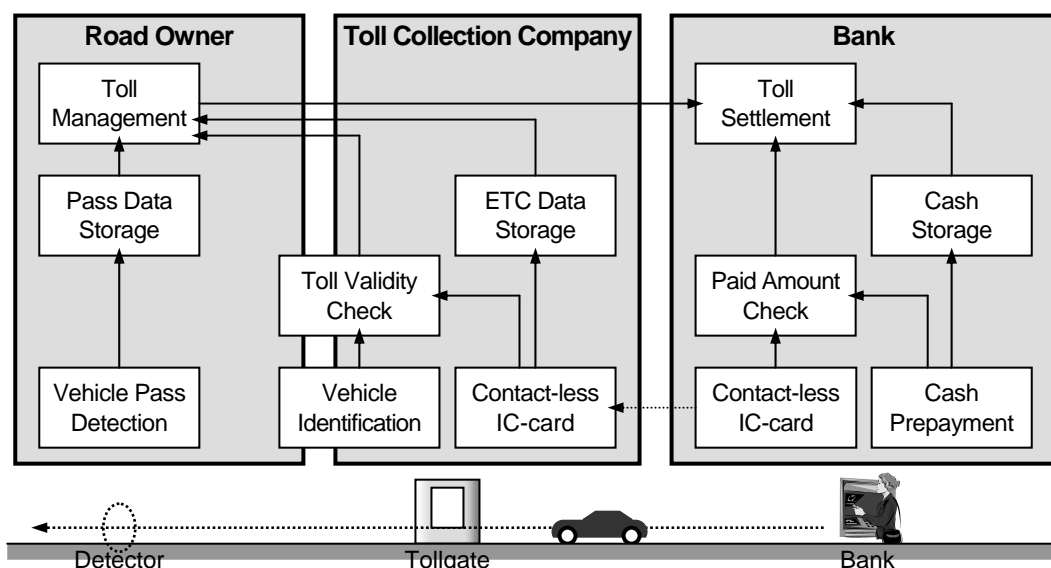 Road Owner
Toll Collection Company
Bank
Toll
Management
Toll
Settlement
Pass Data
Storage
ETC Data
Storage
Cash
Storage
Toll Validity
Check
Paid Amount
Check
Vehicle Pass
Detection
Vehicle
Identification
Contact-less
IC-card
Contact-less
IC-card
Cash
Prepayment
Detector
Tollgate
Bank